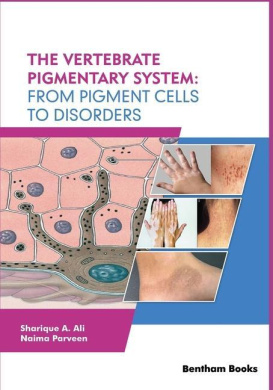 THE VERTEBRATE
PIGMENTARY SYSTEM:
FROM PIGMENT CELLS
TO DISORDERS
Sharique A. Ali
Naima Parveen
Bentham Books